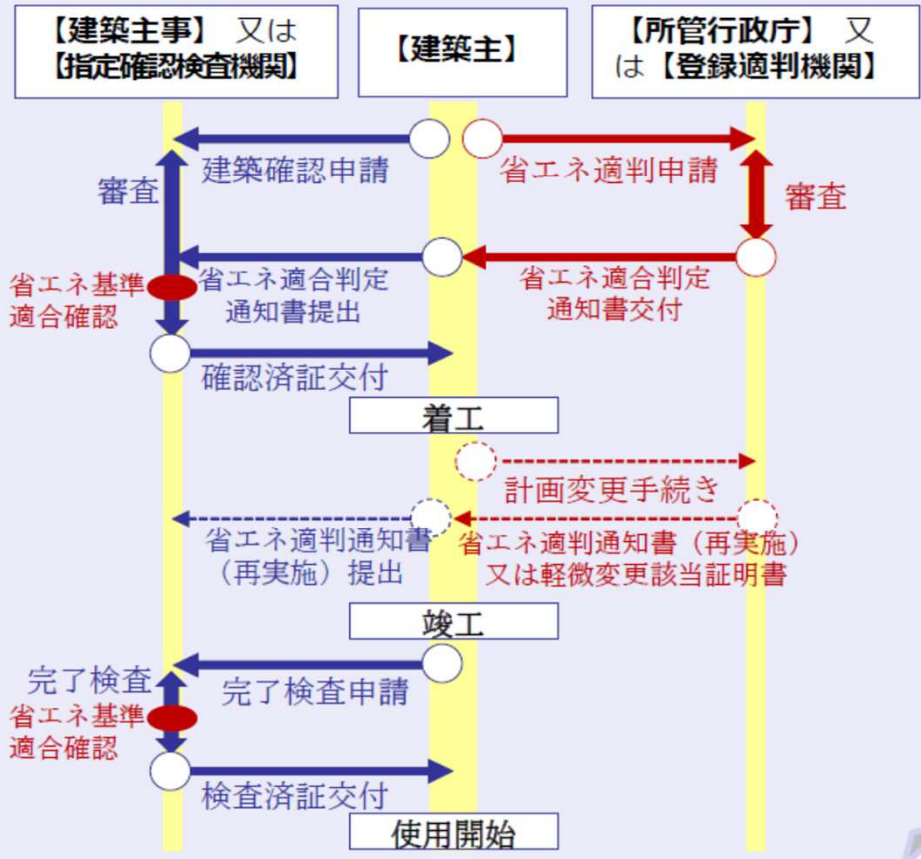 【建築主事】 又は
【指定確認検査機関】
【建築主】
【所管行政庁】 又
は【登録適判機関】
建築確認申請
省エネ適判申請
審査
審査
省エネ適合判定
通知書提出
省エネ適合判定
通知書交付
省エネ基準
適合確認
確認済証交付
着工
計画変更手続き
省エネ適判通知書
（再実施）提出
省エネ適判通知書（再実施）
又は軽微変更該当証明書
竣工
完了検査
完了検査申請
省エネ基準
適合確認
検査済証交付
使用開始